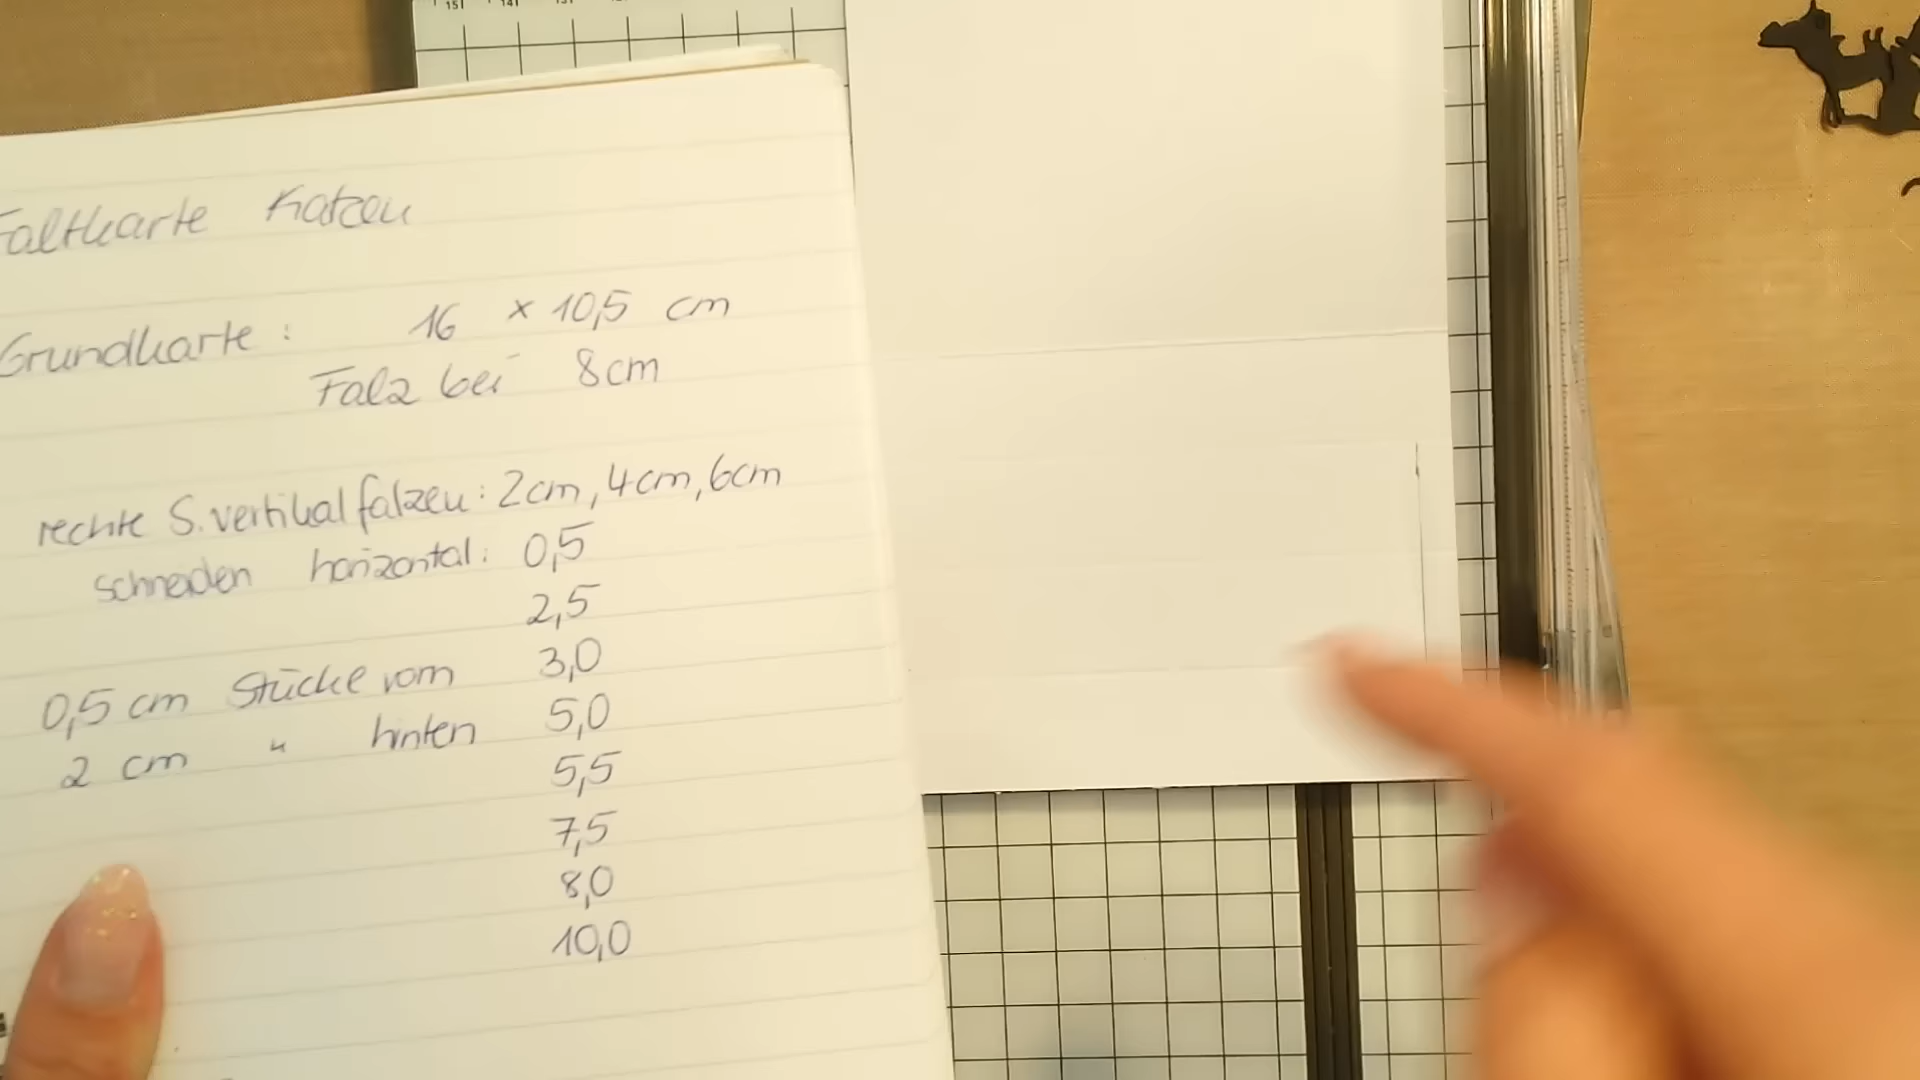 Faltkarte Katzen
Grundkarte: 16 x 10,5 cm
Falz bei 8cm
rechte S. vertikal falzen: 2cm, 4cm, 6cm
schneiden horizontal: 0,5
2,5
0,5 cm Stücke vorn 3,0
2 cm " hinten 5,0
5,5
7,5
8,0
10,0